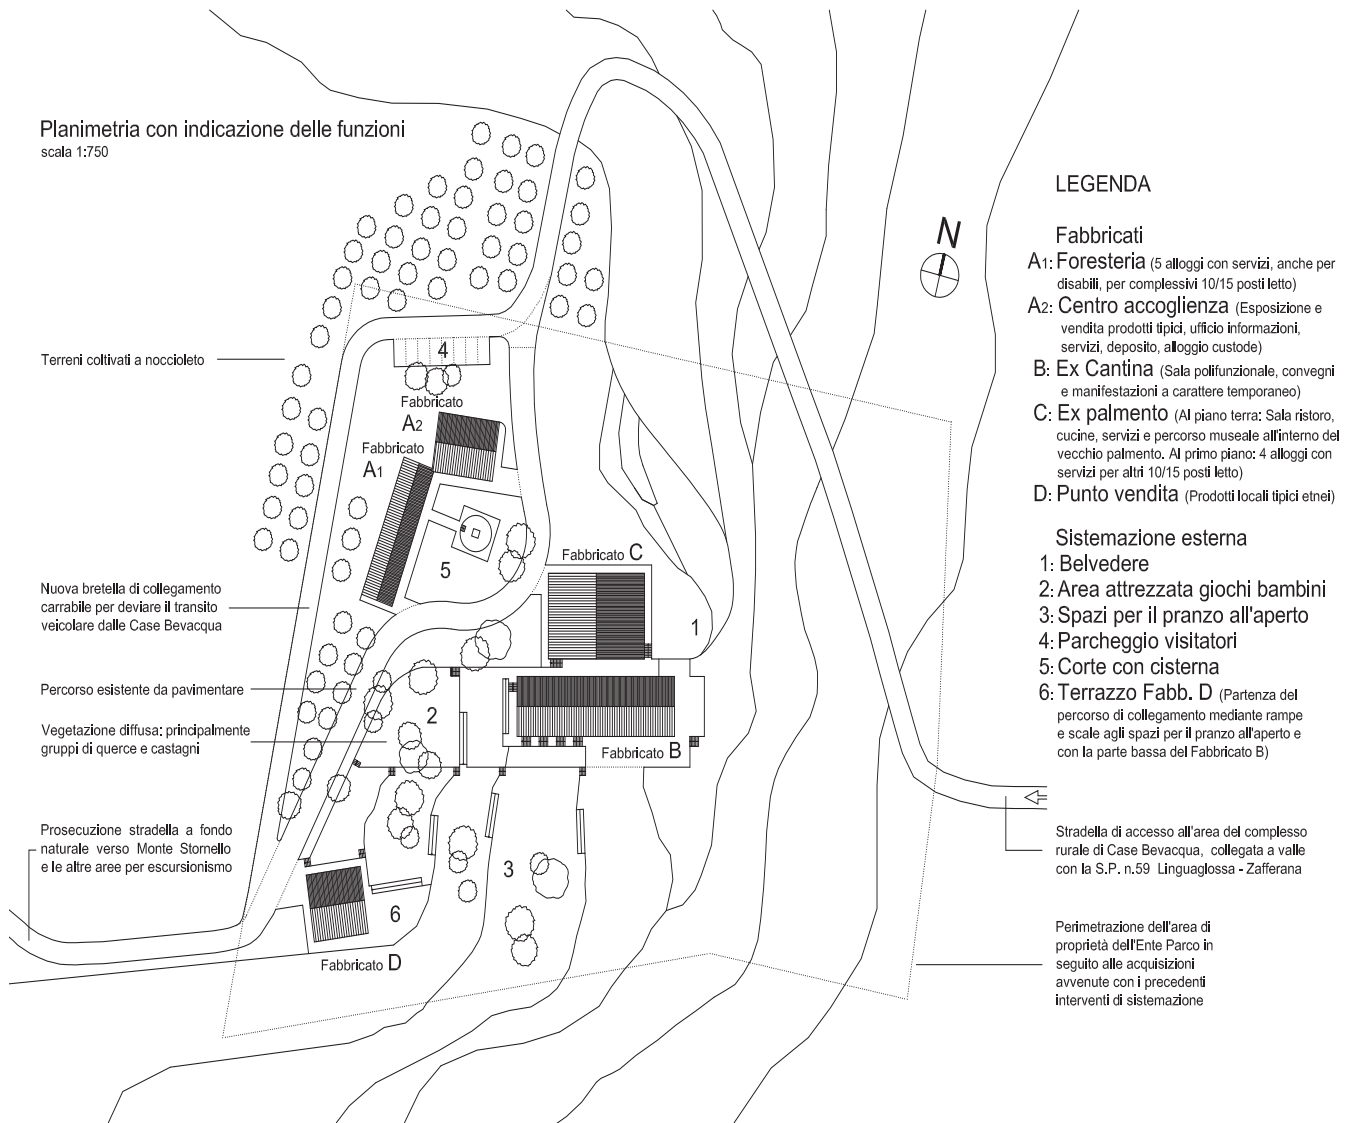 Planimetria con indicazione delle funzioni
scala 1:750
Terreni coltivati a noccioleto
Nuova bretella di collegamento
carrabile per deviare il transito
veicolare dalle Case Bevacqua
Percorso esistente da pavimentare
Vegetazione diffusa: principalmente
gruppi di querce e castagni
Prosecuzione stradella a fondo
naturale verso Monte Stornello
e le altre aree per escursionismo
4
Fabbricato
A2
Fabbricato
A1
5
Fabbricato C
1
2
Fabbricato B
3
6
Fabbricato D
N
LEGENDA
Fabbricati
A1: Foresteria (5 alloggi con servizi, anche per
disabili, per complessivi 10/15 posti letto)
A2: Centro accoglienza (Esposizione e
vendita prodotti tipici, ufficio informazioni,
servizi, deposito, alloggio custode)
B: Ex Cantina (Sala polifunzionale, convegni
e manifestazioni a carattere temporaneo)
C: Ex palmento (Al piano terra: Sala ristoro,
cucine, servizi e percorso museale all'interno del
vecchio palmento. Al primo piano: 4 alloggi con
servizi per altri 10/15 posti letto)
D: Punto vendita (Prodotti locali tipici etnei)
Sistemazione esterna
1: Belvedere
2: Area attrezzata giochi bambini
3: Spazi per il pranzo all'aperto
4: Parcheggio visitatori
5: Corte con cisterna
6: Terrazzo Fabb. D (Partenza del
percorso di collegamento mediante rampe
e scale agli spazi per il pranzo all'aperto e
con la parte bassa del Fabbricato B)
Stradella di accesso all'area del complesso
rurale di Case Bevacqua, collegata a valle
con la S.P. n.59 Linguaglossa - Zafferana
Perimetrazione dell'area di
proprietà dell'Ente Parco in
seguito alle acquisizioni
avvenute con i precedenti
interventi di sistemazione